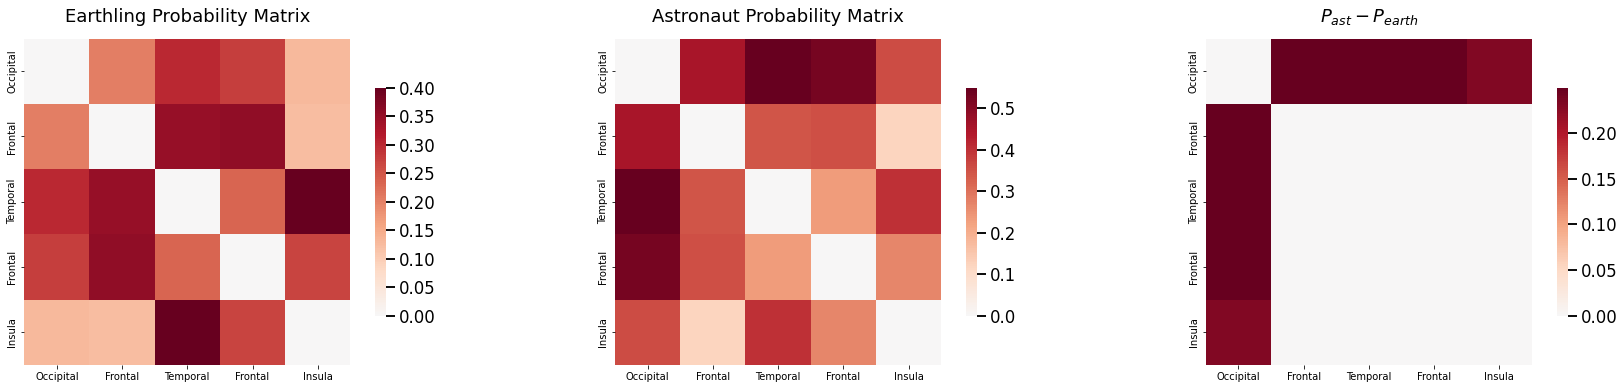 Earthling Probability Matrix
Occipital
Frontal
Temporal
Frontal
Insula
Occipital Frontal Temporal Frontal Insula
0.40
0.35
0.30
0.25
0.20
0.15
0.10
0.05
0.00
Astronaut Probability Matrix
Occipital
Frontal
Temporal
Frontal
Insula
Occipital Frontal Temporal Frontal Insula
0.5
0.4
0.3
0.2
0.1
0.0
P_ast − P_earth
Occipital
Frontal
Temporal
Frontal
Insula
Occipital Frontal Temporal Frontal Insula
0.20
0.15
0.10
0.05
0.00